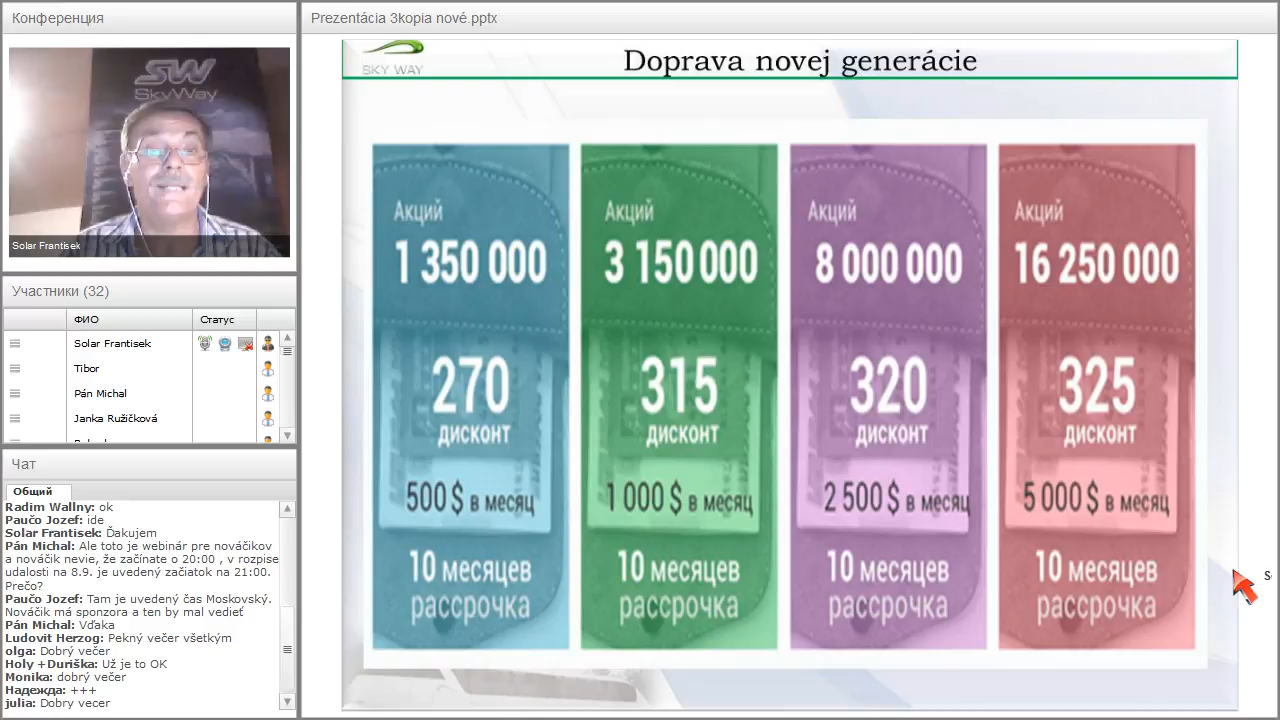 Конференция
SW
SkyWay
Solar Frantisek
Участники (32)
ФИО
Статус
Solar Frantisek
Tibor
Pán Michal
Janka Ružičková
Чат
Общий
Radim Wallny: ok
Paučo Jozef: ide
Solar Frantisek: Ďakujem
Pán Michal: Ale toto je webinár pre nováčikov
a nováčik nevie, že začínate o 20:00 , v rozpise
udalosti na 8.9. je uvedený začiatok na 21:00.
Prečo?
Paučo Jozef: Tam je uvedený čas Moskovský.
Nováčik má sponzora a ten by mal vedieť
Pán Michal: Vďaka
Ludovit Herzog: Pekný večer všetkým
olga: Dobrý večer
Holy +Duriška: Už je to OK
Monika: dobrý večer
Надежда: +++
julia: Dobry vecer
Prezentácia 3kopia nové.pptx
SKY WAY
Doprava novej generácie
Акций
1 350 000
270
дисконт
500 $ в месяц
10 месяцев
рассрочка
Акций
3 150 000
315
дисконт
1 000 $ в месяц
10 месяцев
рассрочка
Акций
8 000 000
320
дисконт
2 500 $ в месяц
10 месяцев
рассрочка
Акций
16 250 000
325
дисконт
5 000 $ в месяц
10 месяцев
рассрочка